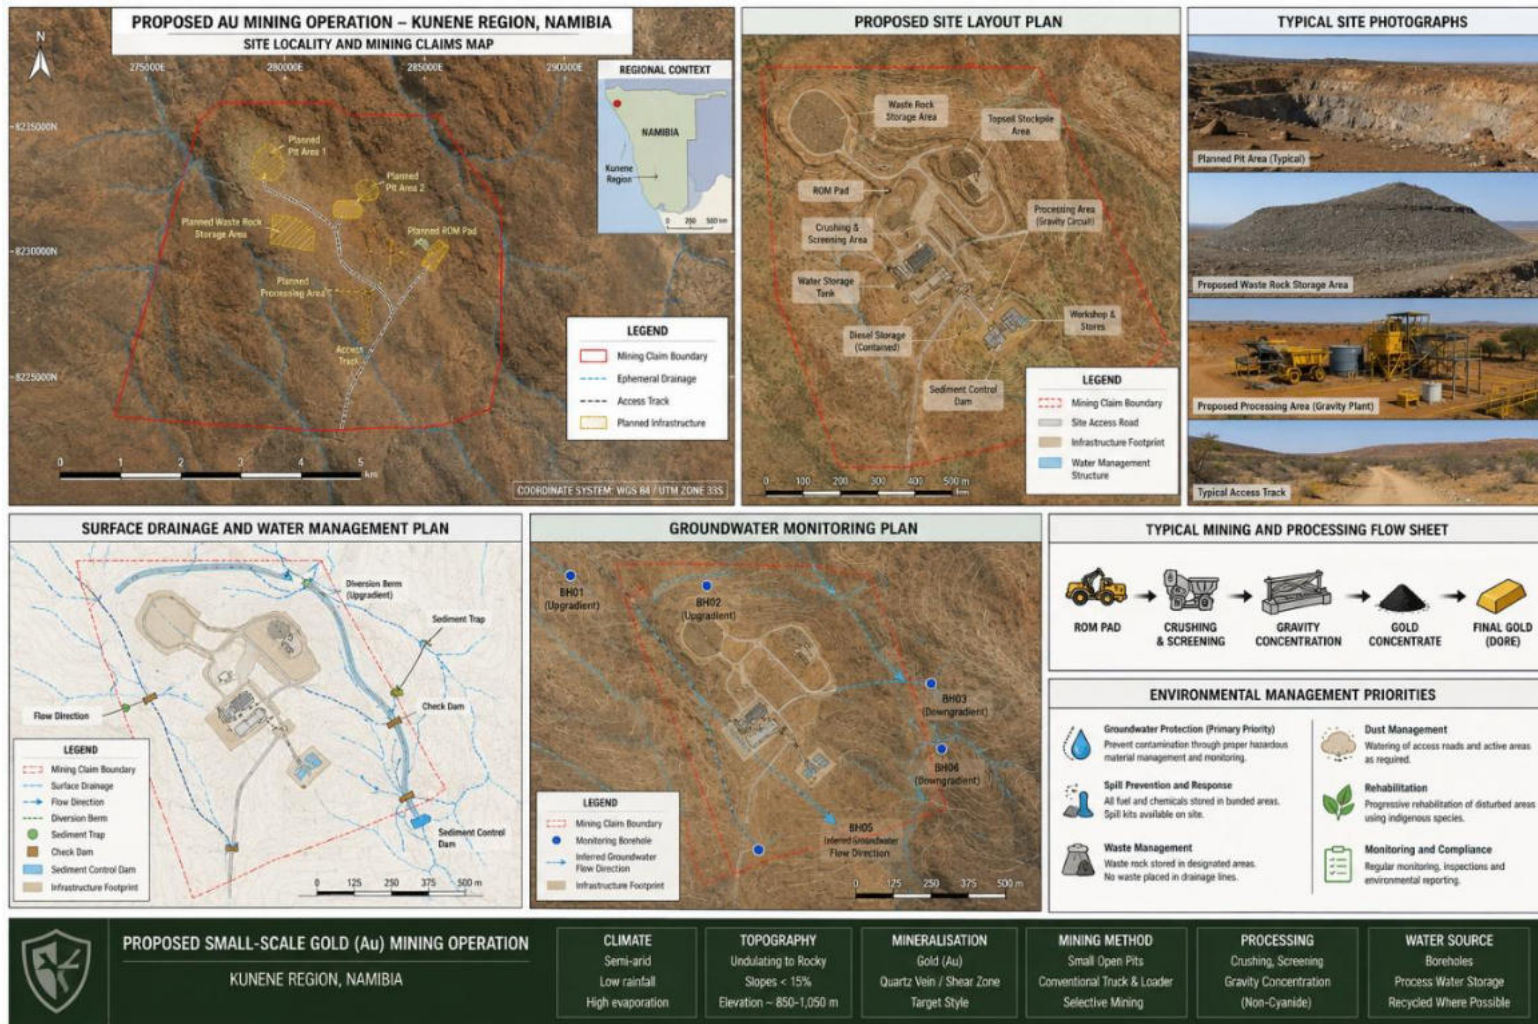 PROPOSED AU MINING OPERATION – KUNENE REGION, NAMIBIA
SITE LOCALITY AND MINING CLAIMS MAP
N
275000E
280000E
285000E
290000E
8235000N
8230000N
8225000N
Planned
Pit Area 1
Planned
Pit Area 2
Planned Waste Rock
Storage Area
Planned ROM Pad
Planned
Processing Area
Access
Track
REGIONAL CONTEXT
NAMIBIA
Kunene
Region
0 250 500 km
LEGEND
Mining Claim Boundary
Ephemeral Drainage
Access Track
Planned Infrastructure
0 1 2 3 4 5
km
COORDINATE SYSTEM: WGS 84 / UTM ZONE 33S
PROPOSED SITE LAYOUT PLAN
Waste Rock
Storage Area
Topsoil Stockpile
Area
ROM Pad
Processing Area
(Gravity Circuit)
Crushing &
Screening Area
Water Storage
Tank
Diesel Storage
(Contained)
Workshop &
Stores
Sediment Control
Dam
LEGEND
Mining Claim Boundary
Site Access Road
Infrastructure Footprint
Water Management
Structure
0 100 200 300 400 500 m
TYPICAL SITE PHOTOGRAPHS
Planned Pit Area (Typical)
Proposed Waste Rock Storage Area
Proposed Processing Area (Gravity Plant)
Typical Access Track
SURFACE DRAINAGE AND WATER MANAGEMENT PLAN
Diversion Berm
(Upgradient)
Sediment Trap
Check Dam
Flow Direction
Sediment Control
Dam
LEGEND
Mining Claim Boundary
Surface Drainage
Flow Direction
Diversion Berm
Sediment Trap
Check Dam
Sediment Control Dam
Infrastructure Footprint
0 125 250 375 500 m
GROUNDWATER MONITORING PLAN
BH01
(Upgradient)
BH02
(Upgradient)
BH03
(Downgradient)
BH06
(Downgradient)
BH05
Inferred Groundwater
Flow Direction
LEGEND
Mining Claim Boundary
Monitoring Borehole
Inferred Groundwater
Flow Direction
Infrastructure Footprint
0 125 250 375 500 m
TYPICAL MINING AND PROCESSING FLOW SHEET
ROM PAD
CRUSHING
& SCREENING
GRAVITY
CONCENTRATION
GOLD
CONCENTRATE
FINAL GOLD
(DORE)
ENVIRONMENTAL MANAGEMENT PRIORITIES
Groundwater Protection (Primary Priority)
Prevent contamination through proper hazardous
material management and monitoring.
Spill Prevention and Response
All fuel and chemicals stored in bunded areas.
Spill kits available on site.
Waste Management
Waste rock stored in designated areas.
No waste placed in drainage lines.
Dust Management
Watering of access roads and active areas
as required.
Rehabilitation
Progressive rehabilitation of disturbed areas
using indigenous species.
Monitoring and Compliance
Regular monitoring, inspections and
environmental reporting.
PROPOSED SMALL-SCALE GOLD (Au) MINING OPERATION
KUNENE REGION, NAMIBIA
CLIMATE
Semi-arid
Low rainfall
High evaporation
TOPOGRAPHY
Undulating to Rocky
Slopes < 15%
Elevation ~ 850–1,050 m
MINERALISATION
Gold (Au)
Quartz Vein / Shear Zone
Target Style
MINING METHOD
Small Open Pits
Conventional Truck & Loader
Selective Mining
PROCESSING
Crushing, Screening
Gravity Concentration
(Non-Cyanide)
WATER SOURCE
Boreholes
Process Water Storage
Recycled Where Possible